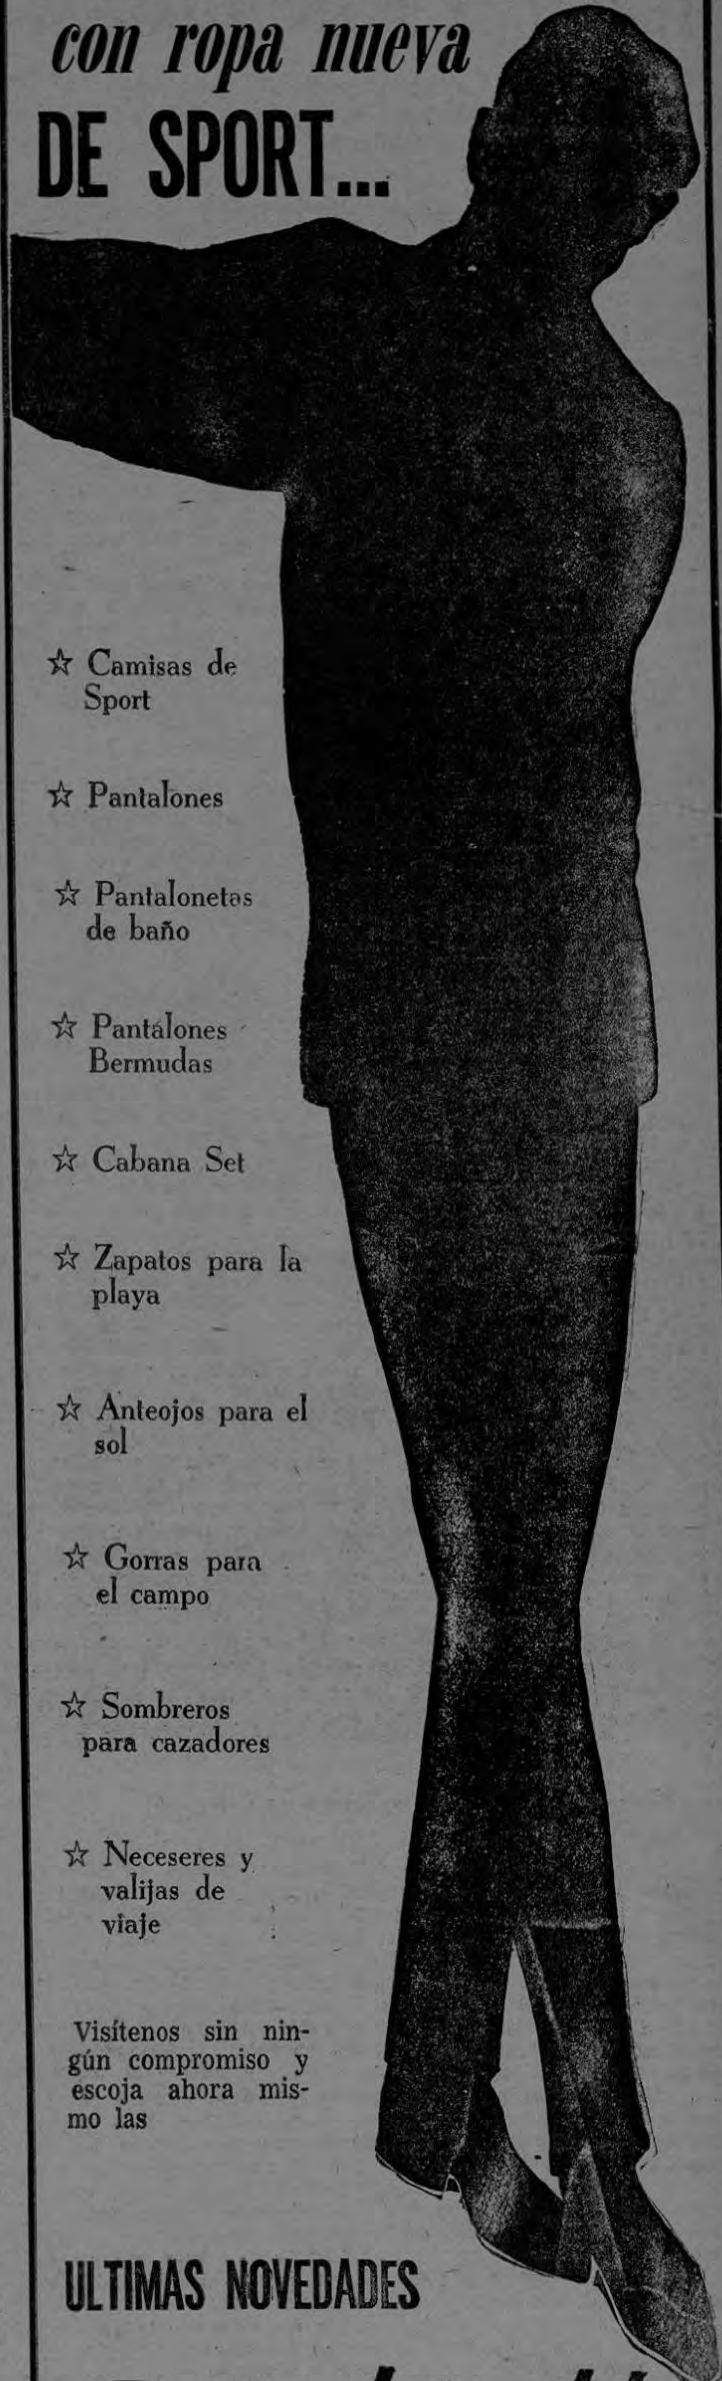 con ropa nueva
DE SPORT...
☆ Camisas de
Sport
☆ Pantalones
☆ Pantalonetas
de baño
☆ Pantalones
Bermudas
☆ Cabana Set
☆ Zapatos para la
playa
☆ Anteojos para el
sol
☆ Gorras para
el campo
☆ Sombreros
para cazadores
☆ Neceseres y
valijas de
viaje
Visítenos sin nin-
gún compromiso y
escoja ahora mis-
mo las
ULTIMAS NOVEDADES